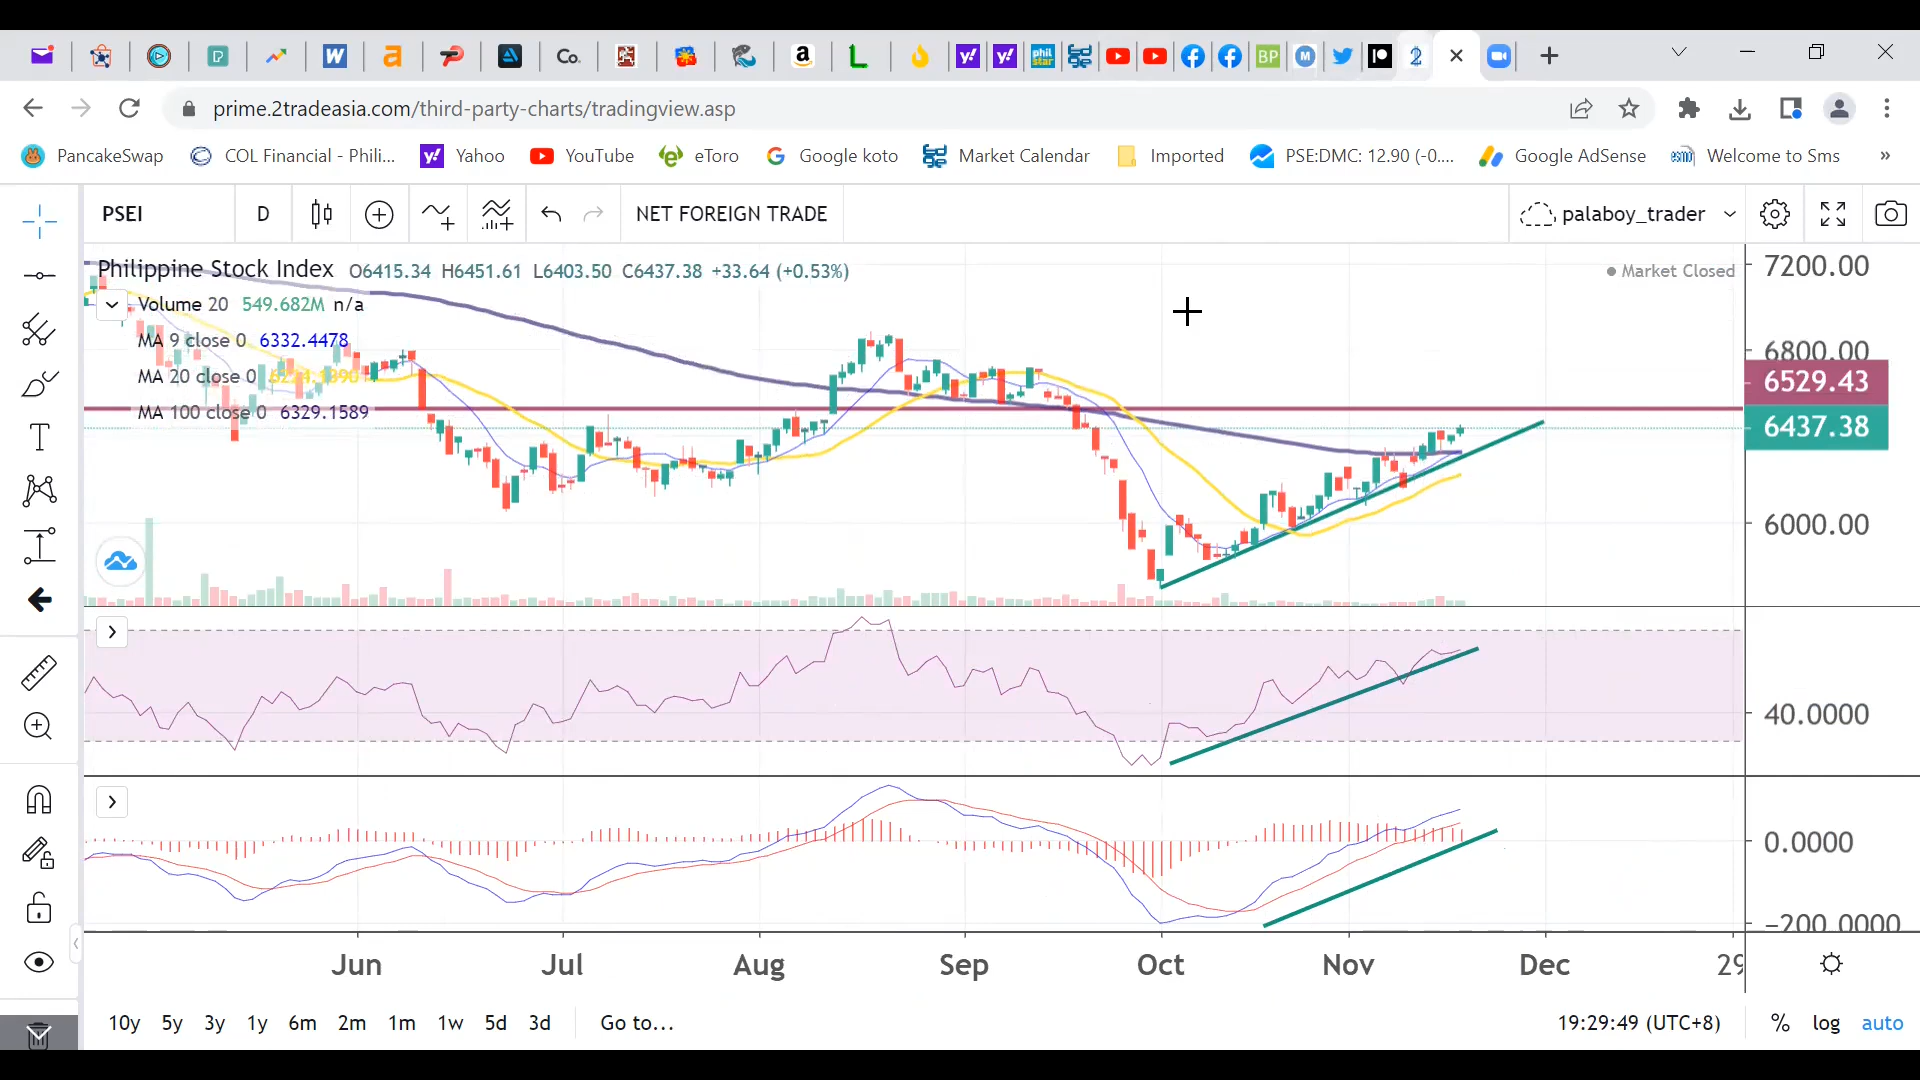 Co.
phil star
BP
prime.2tradeasia.com/third-party-charts/tradingview.asp
PancakeSwap COL Financial - Phili... Yahoo YouTube eToro Google koto Market Calendar Imported PSE:DMC: 12.90 (-0.... Google AdSense Welcome to Sms »
PSEI D NET FOREIGN TRADE palaboy_trader
Philippine Stock Index O6415.34 H6451.61 L6403.50 C6437.38 +33.64 (+0.53%) Market Closed
7200.00
Volume 20 549.682M n/a
MA 9 close 0 6332.4478
6800.00
MA 20 close 0
6529.43
MA 100 close 0 6329.1589
6437.38
6000.00
40.0000
0.0000
−200.0000
Jun Jul Aug Sep Oct Nov Dec 29
10y 5y 3y 1y 6m 2m 1m 1w 5d 3d Go to... 19:29:49 (UTC+8) % log auto